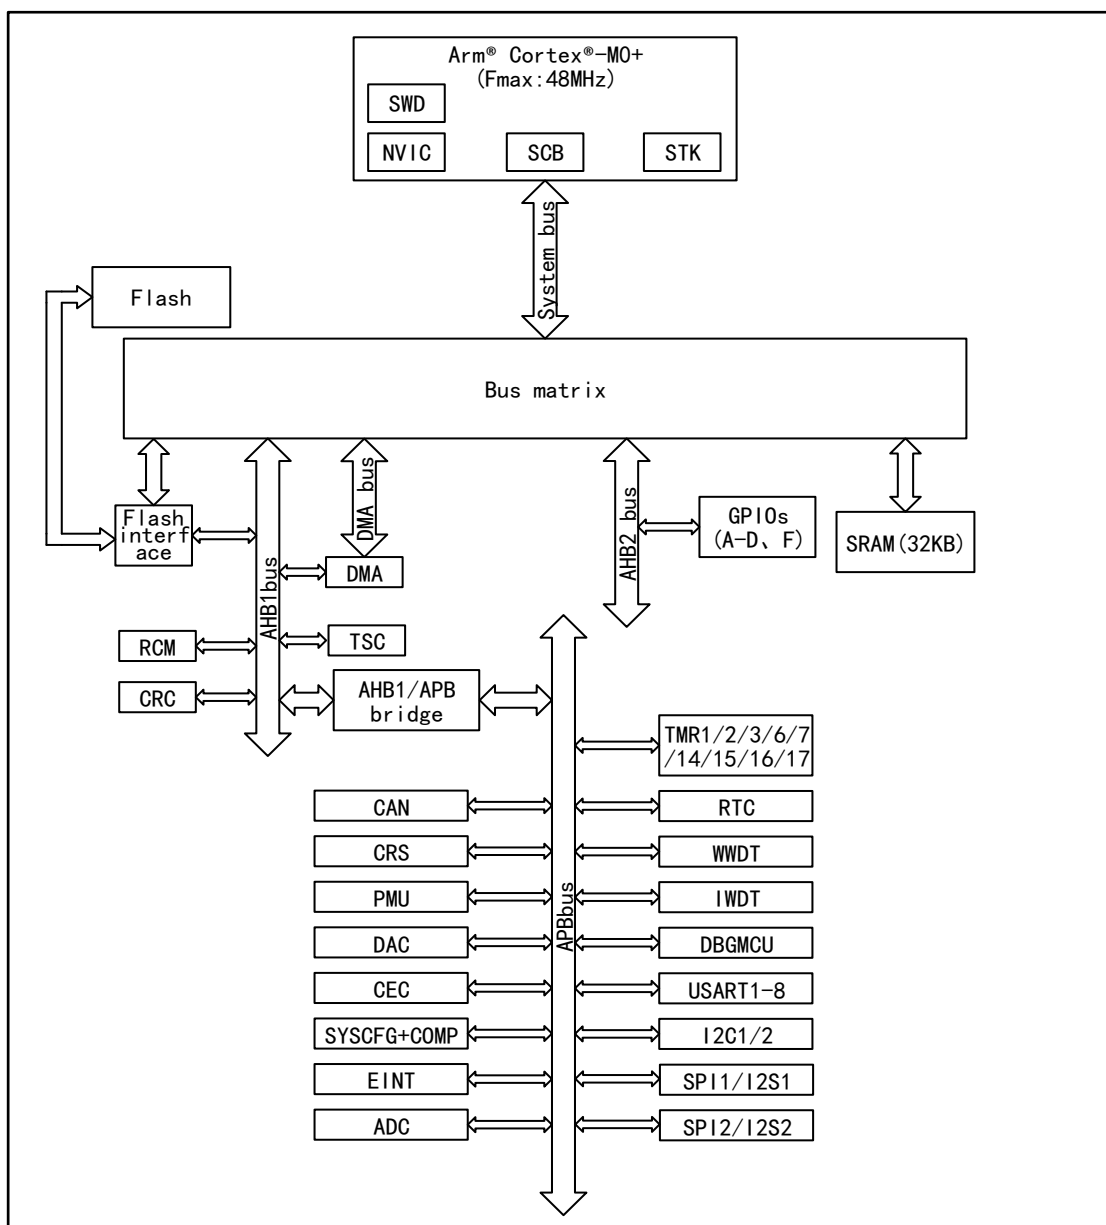 Arm® Cortex®-M0+
(Fmax:48MHz)
SWD
NVIC
SCB
STK
System bus
Flash
Bus matrix
Flash
interf
ace
AHB1bus
DMA bus
DMA
AHB2 bus
GPIOs
(A-D、F)
SRAM(32KB)
RCM
TSC
CRC
AHB1/APB
bridge
APBbus
TMR1/2/3/6/7
/14/15/16/17
CAN
RTC
CRS
WWDT
PMU
IWDT
DAC
DBGMCU
CEC
USART1-8
SYSCFG+COMP
I2C1/2
EINT
SPI1/I2S1
ADC
SPI2/I2S2